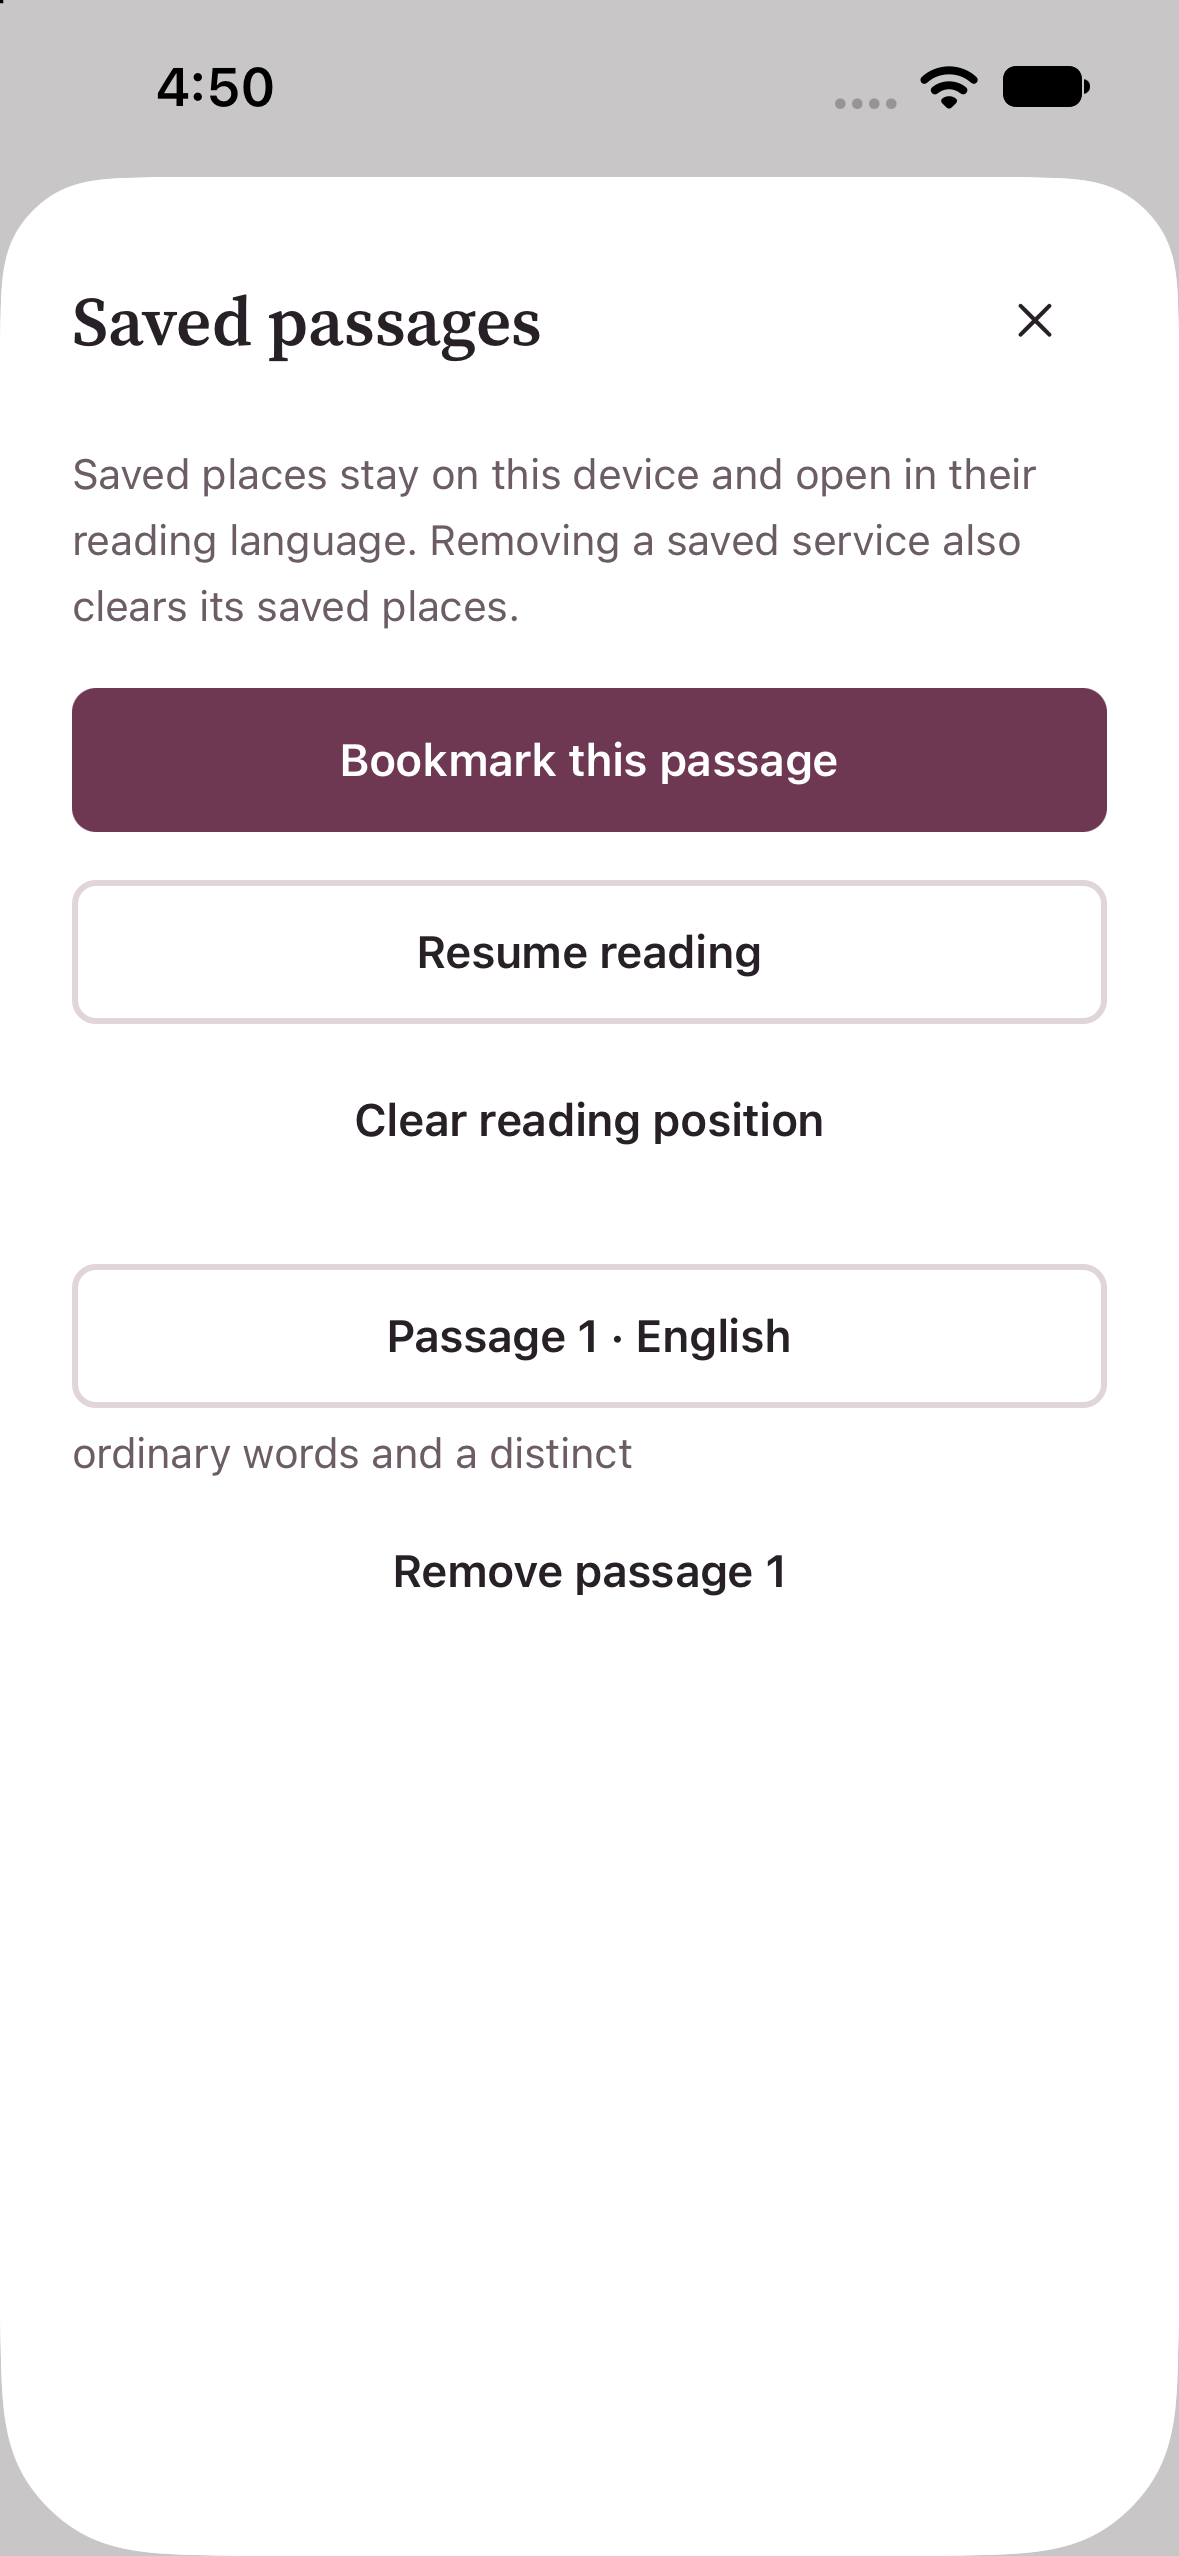 4:50
Saved passages
Saved places stay on this device and open in their
reading language. Removing a saved service also
clears its saved places.
Bookmark this passage
Resume reading
Clear reading position
Passage 1 · English
ordinary words and a distinct
Remove passage 1